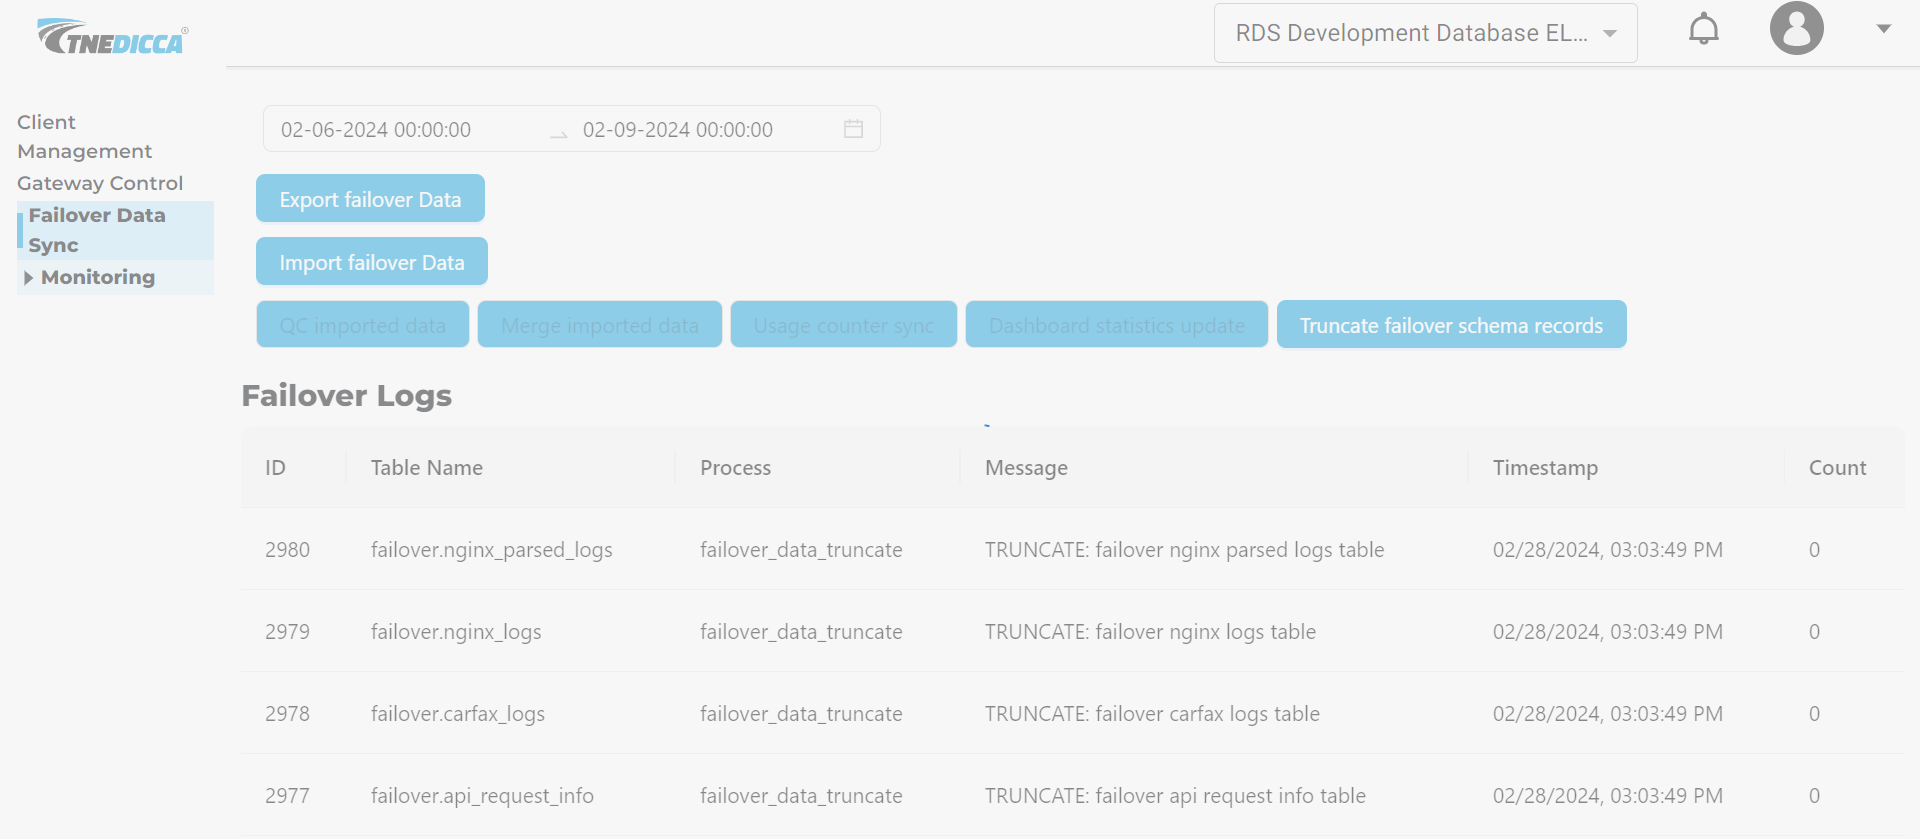 TNEDICCA®
RDS Development Database EL...
Client
Management
Gateway Control
Failover Data
Sync
Monitoring
02-06-2024 00:00:00 02-09-2024 00:00:00
Export failover Data
Import failover Data
QC imported data Merge imported data Usage counter sync Dashboard statistics update Truncate failover schema records
Failover Logs
ID Table Name Process Message Timestamp Count
2980 failover.nginx_parsed_logs failover_data_truncate TRUNCATE: failover nginx parsed logs table 02/28/2024, 03:03:49 PM 0
2979 failover.nginx_logs failover_data_truncate TRUNCATE: failover nginx logs table 02/28/2024, 03:03:49 PM 0
2978 failover.carfax_logs failover_data_truncate TRUNCATE: failover carfax logs table 02/28/2024, 03:03:49 PM 0
2977 failover.api_request_info failover_data_truncate TRUNCATE: failover api request info table 02/28/2024, 03:03:49 PM 0